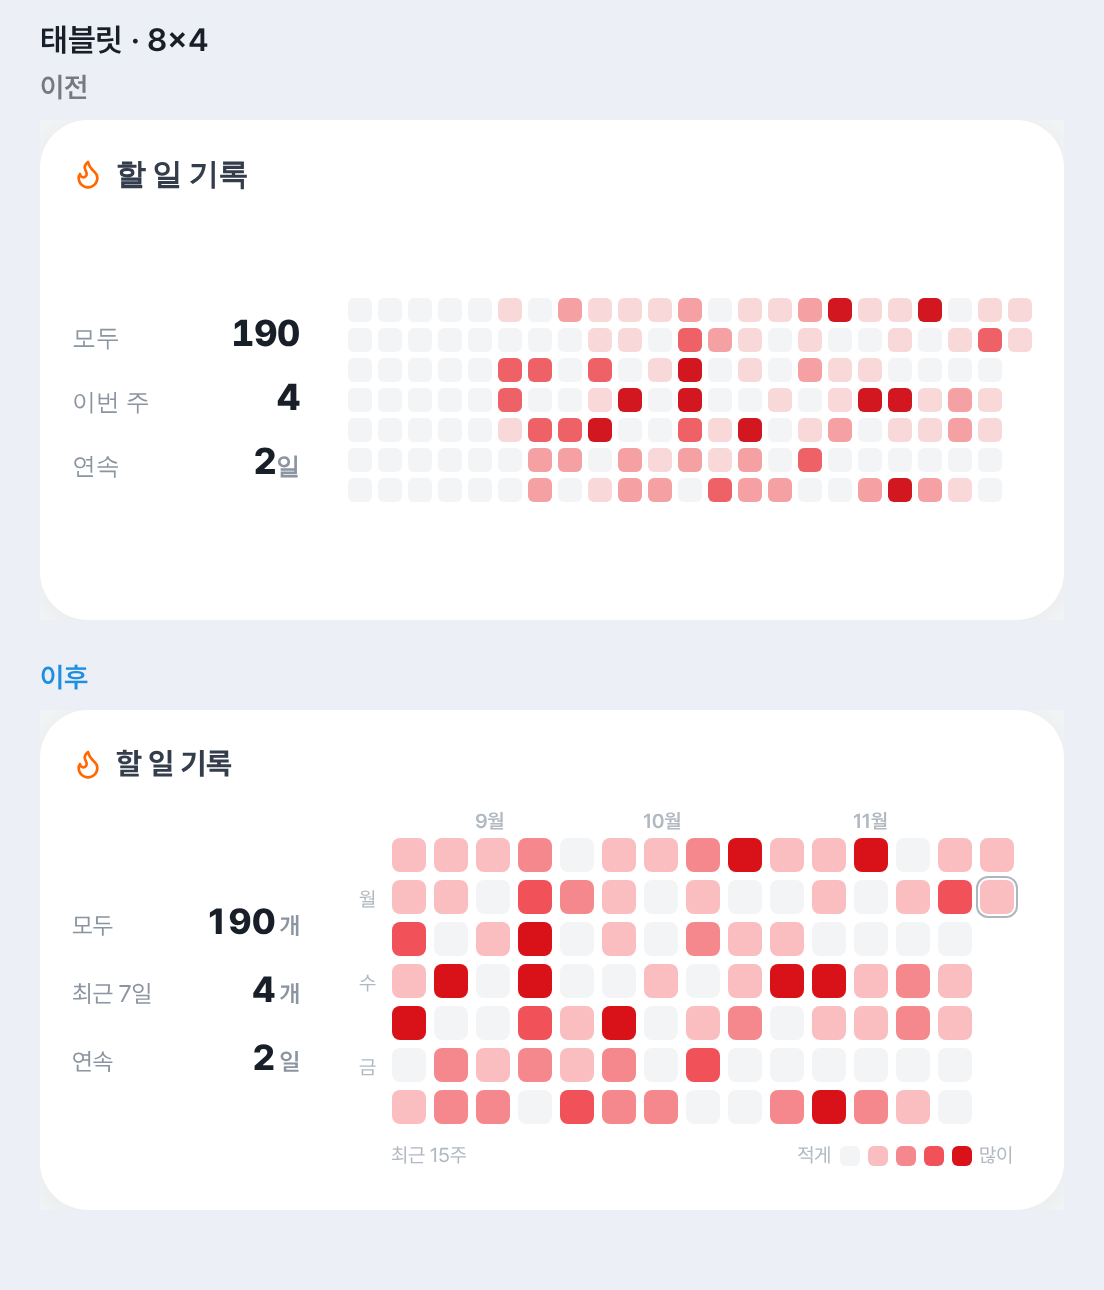 태블릿 · 8×4
이전
할 일 기록
모두 190
이번 주 4
연속 2일
이후
할 일 기록
9월 10월 11월
월
수
금
모두 190 개
최근 7일 4 개
연속 2 일
최근 15주 적게 많이